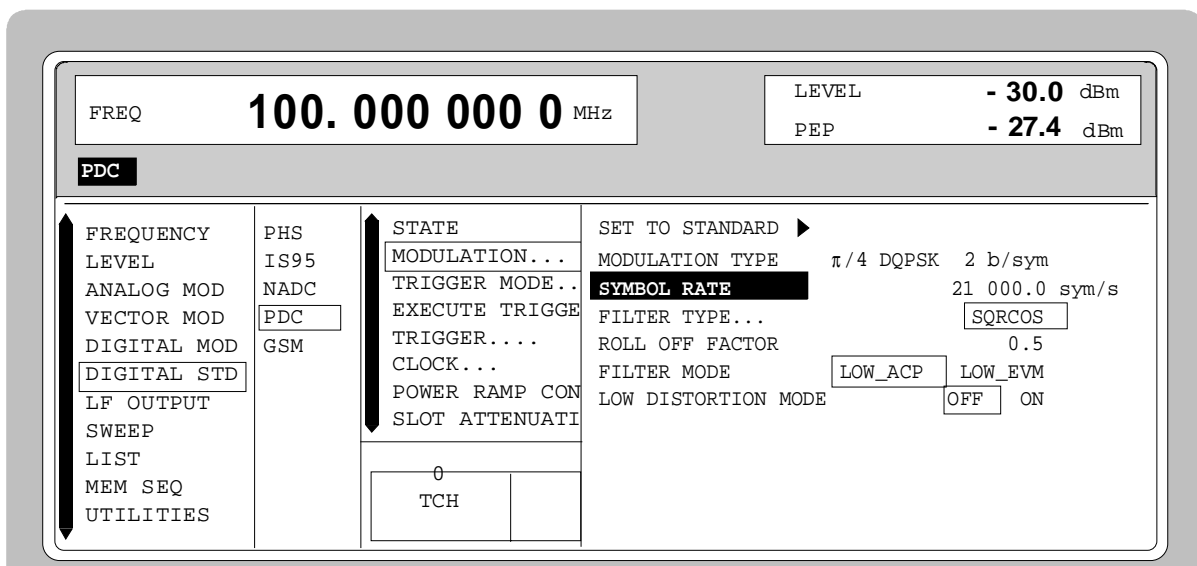 FREQ 100. 000 000 0 MHz
LEVEL - 30.0 dBm
PEP - 27.4 dBm
PDC
FREQUENCY
LEVEL
ANALOG MOD
VECTOR MOD
DIGITAL MOD
DIGITAL STD
LF OUTPUT
SWEEP
LIST
MEM SEQ
UTILITIES
PHS
IS95
NADC
PDC
GSM
STATE
MODULATION...
TRIGGER MODE..
EXECUTE TRIGGE
TRIGGER....
CLOCK...
POWER RAMP CON
SLOT ATTENUATI
0
TCH
SET TO STANDARD
MODULATION TYPE π/4 DQPSK 2 b/sym
SYMBOL RATE 21 000.0 sym/s
FILTER TYPE... SQRCOS
ROLL OFF FACTOR 0.5
FILTER MODE LOW_ACP LOW_EVM
LOW DISTORTION MODE OFF ON